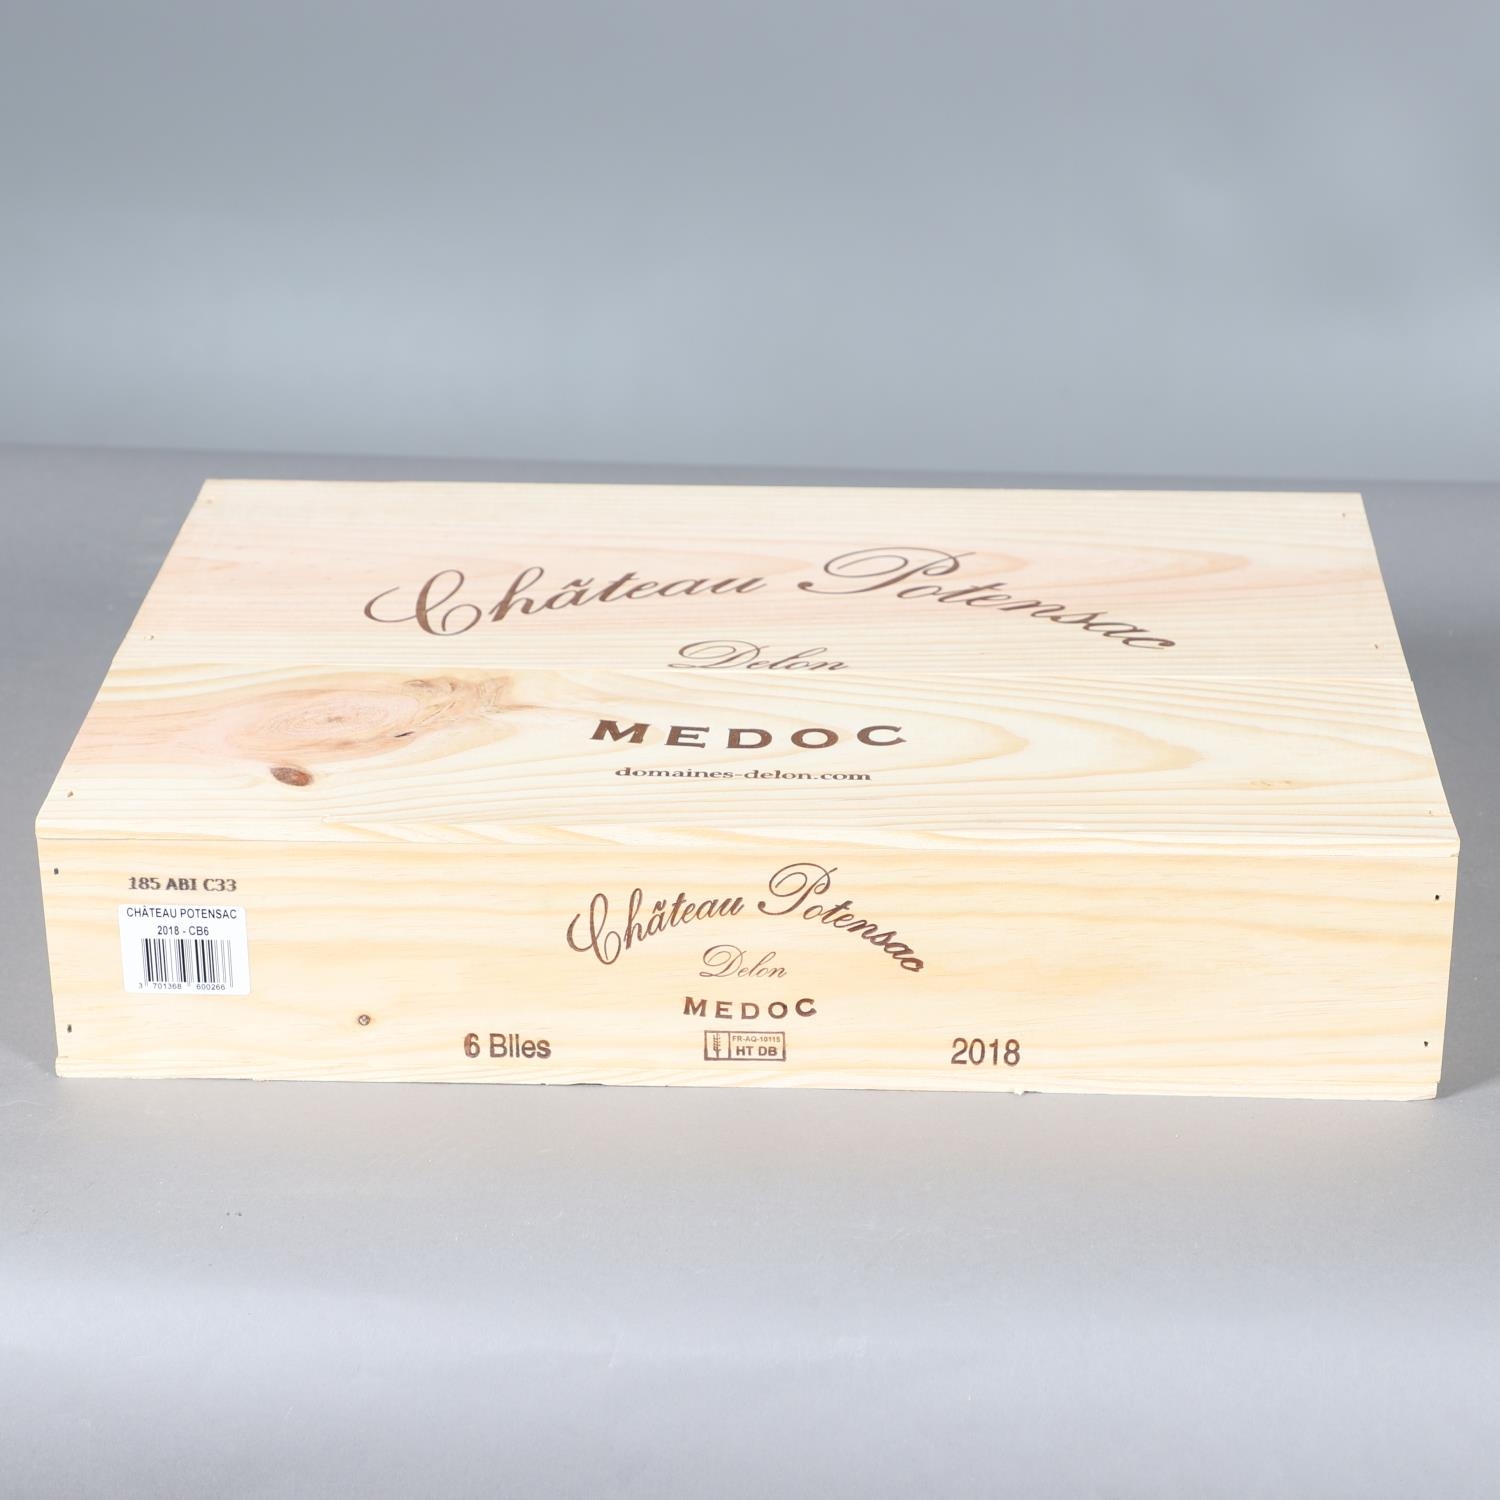 Château Potensac
Delon
MEDOC
domaines-delon.com
185 ABI C33
CHÂTEAU POTENSAC
2018 - CB6
3 701368 600266
Château Potensac
Delon
MEDOC
FR-AQ-10115
HT DB
6 Blles
2018